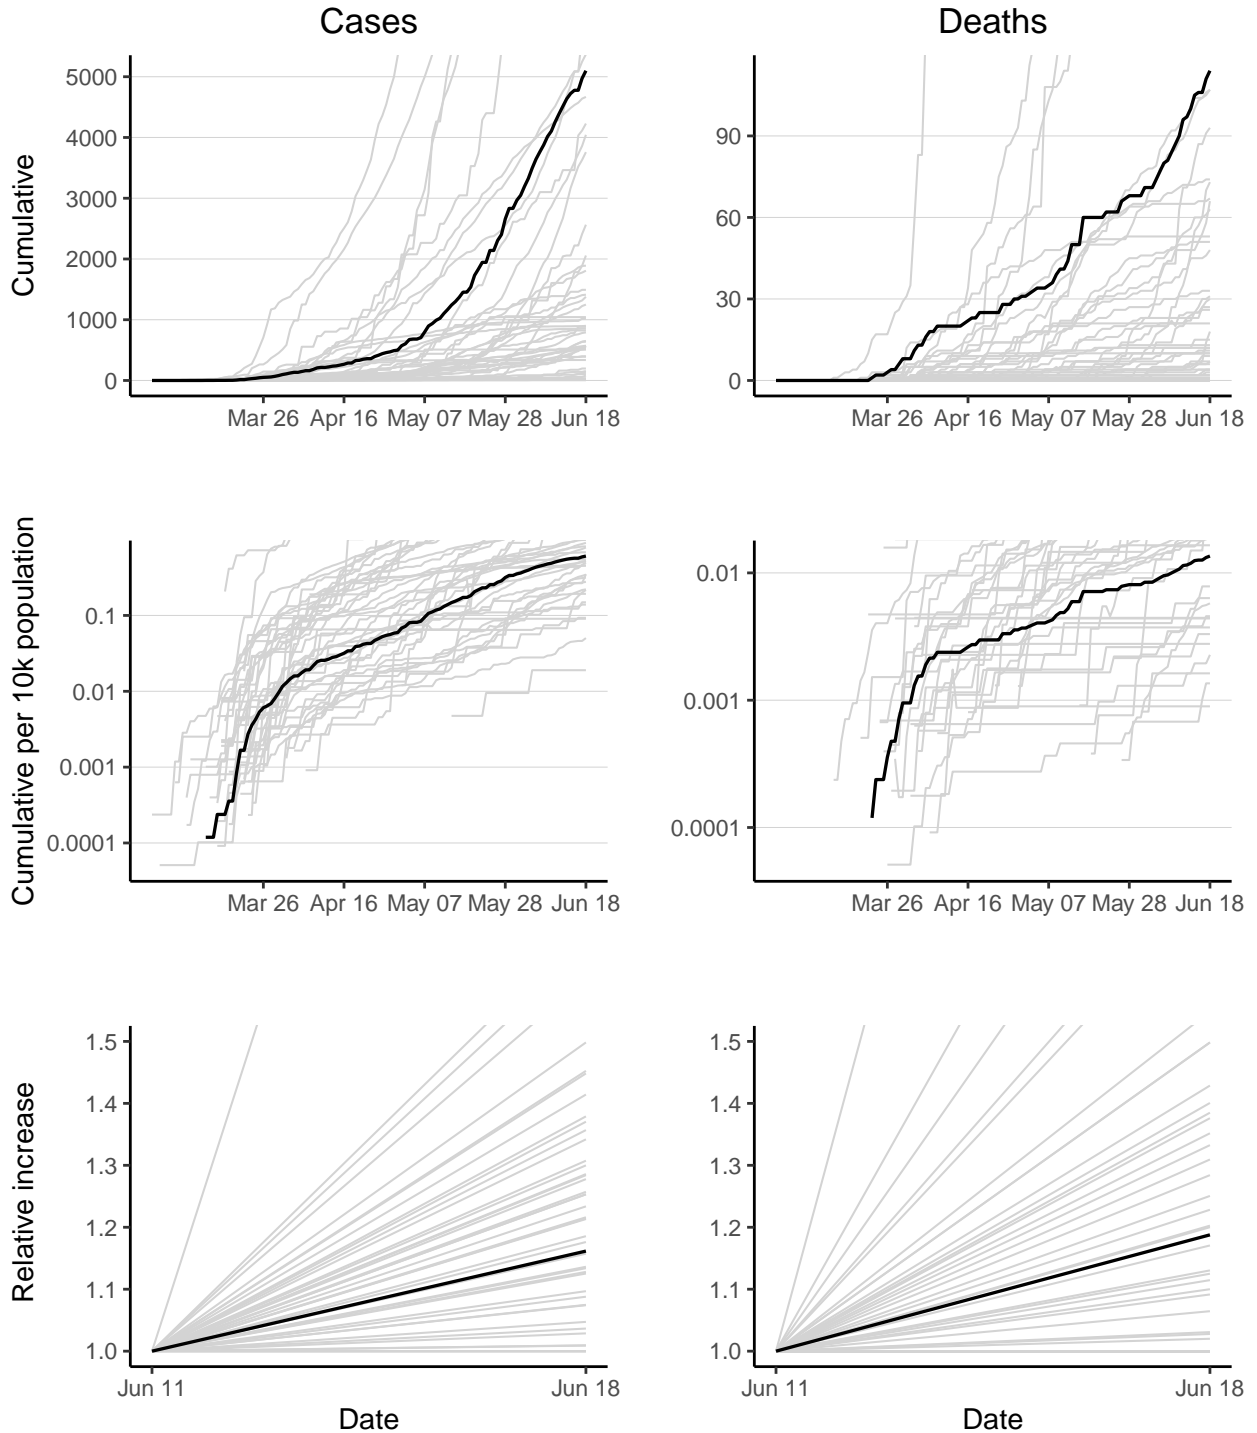 Cases
Deaths
Cumulative
5000
4000
3000
2000
1000
0
Mar 26 Apr 16 May 07 May 28 Jun 18
90
60
30
0
Mar 26 Apr 16 May 07 May 28 Jun 18
Cumulative per 10k population
0.1
0.01
0.001
0.0001
Mar 26 Apr 16 May 07 May 28 Jun 18
0.01
0.001
0.0001
Mar 26 Apr 16 May 07 May 28 Jun 18
Relative increase
1.5
1.4
1.3
1.2
1.1
1.0
Jun 11 Jun 18
Date
1.5
1.4
1.3
1.2
1.1
1.0
Jun 11 Jun 18
Date